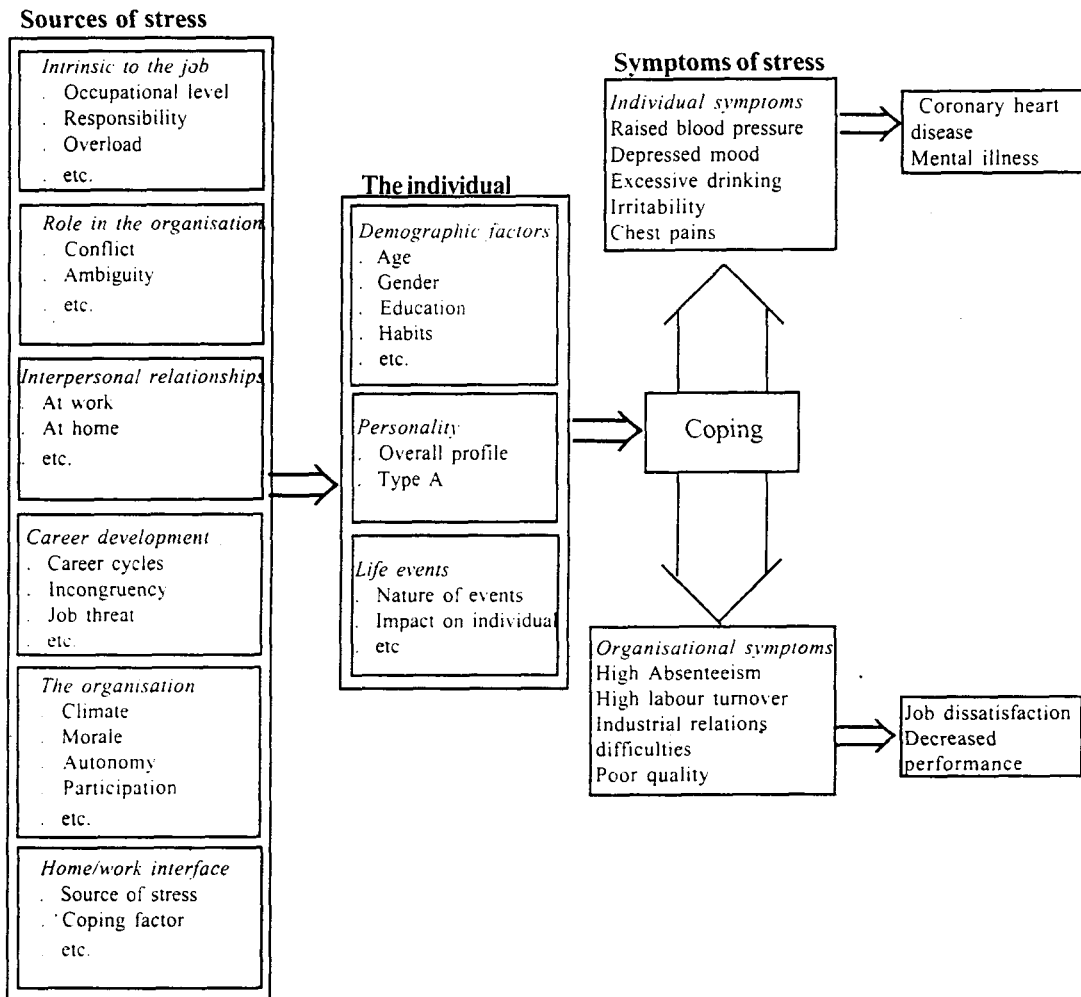 Sources of stress
Intrinsic to the job
. Occupational level
. Responsibility
. Overload
. etc.
Role in the organisation
. Conflict
. Ambiguity
. etc.
Interpersonal relationships
. At work
. At home
. etc.
Career development
. Career cycles
. Incongruency
. Job threat
. etc.
The organisation
. Climate
. Morale
. Autonomy
. Participation
. etc.
Home/work interface
. Source of stress
. Coping factor
. etc.
The individual
Demographic factors
. Age
. Gender
. Education
. Habits
. etc.
Personality
. Overall profile
. Type A
Life events
. Nature of events
. Impact on individual
. etc
Coping
Symptoms of stress
Individual symptoms
Raised blood pressure
Depressed mood
Excessive drinking
Irritability
Chest pains
Coronary heart
disease
Mental illness
Organisational symptoms
High Absenteeism
High labour turnover
Industrial relations
difficulties
Poor quality
Job dissatisfaction
Decreased
performance